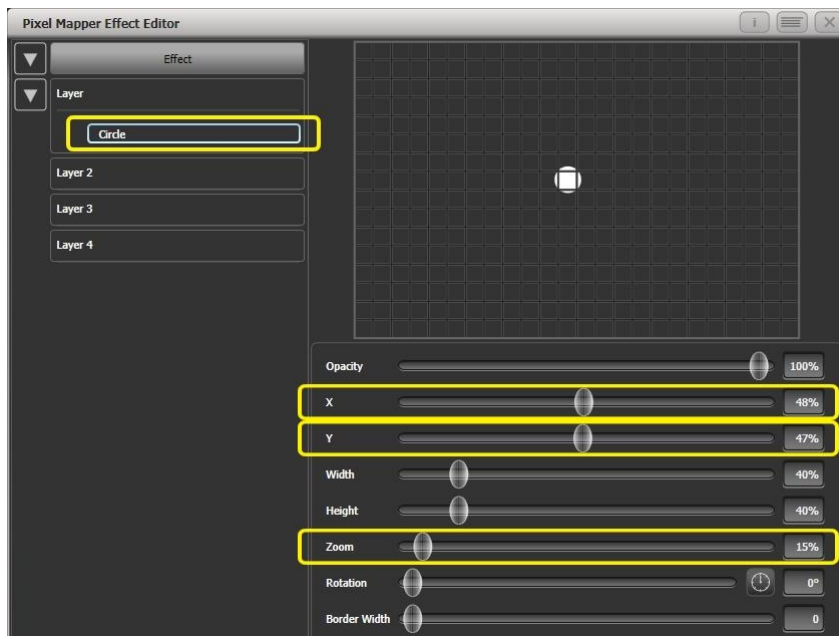 Pixel Mapper Effect Editor
i
Effect
Layer
Circle
Layer 2
Layer 3
Layer 4
Opacity 100%
X 48%
Y 47%
Width 40%
Height 40%
Zoom 15%
Rotation 0°
Border Width 0